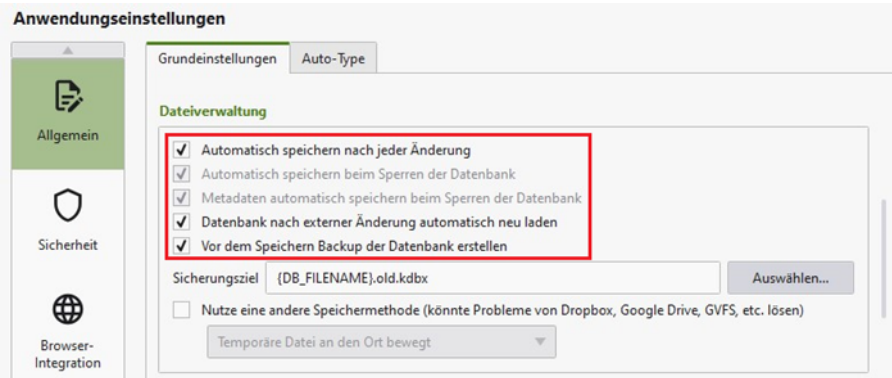 Anwendungseinstellungen
Grundeinstellungen Auto-Type
Allgemein
Dateiverwaltung
Automatisch speichern nach jeder Änderung
Automatisch speichern beim Sperren der Datenbank
Metadaten automatisch speichern beim Sperren der Datenbank
Datenbank nach externer Änderung automatisch neu laden
Vor dem Speichern Backup der Datenbank erstellen
Sicherheit
Sicherungsziel {DB_FILENAME}.old.kdbx Auswählen...
Nutze eine andere Speichermethode (könnte Probleme von Dropbox, Google Drive, GVFS, etc. lösen)
Temporäre Datei an den Ort bewegt
Browser-
Integration